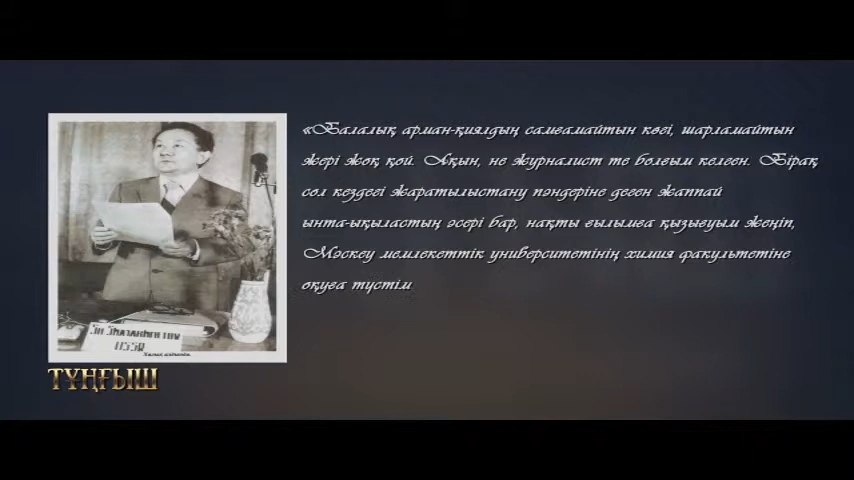 «Балалық арман-қиялдың самғамайтын көгі, шарламайтын
жері жоқ қой. Ақын, не журналист те болғым келген. Бірақ
сол кездегі жаратылыстану пәндеріне деген жаппай
ынта-ықыластың әсері бар, нақты ғылымға қызығуым жеңіп,
Мәскеу мемлекеттік университетінің химия факультетіне
оқуға түстім
USSR
ТҰҢҒЫШ